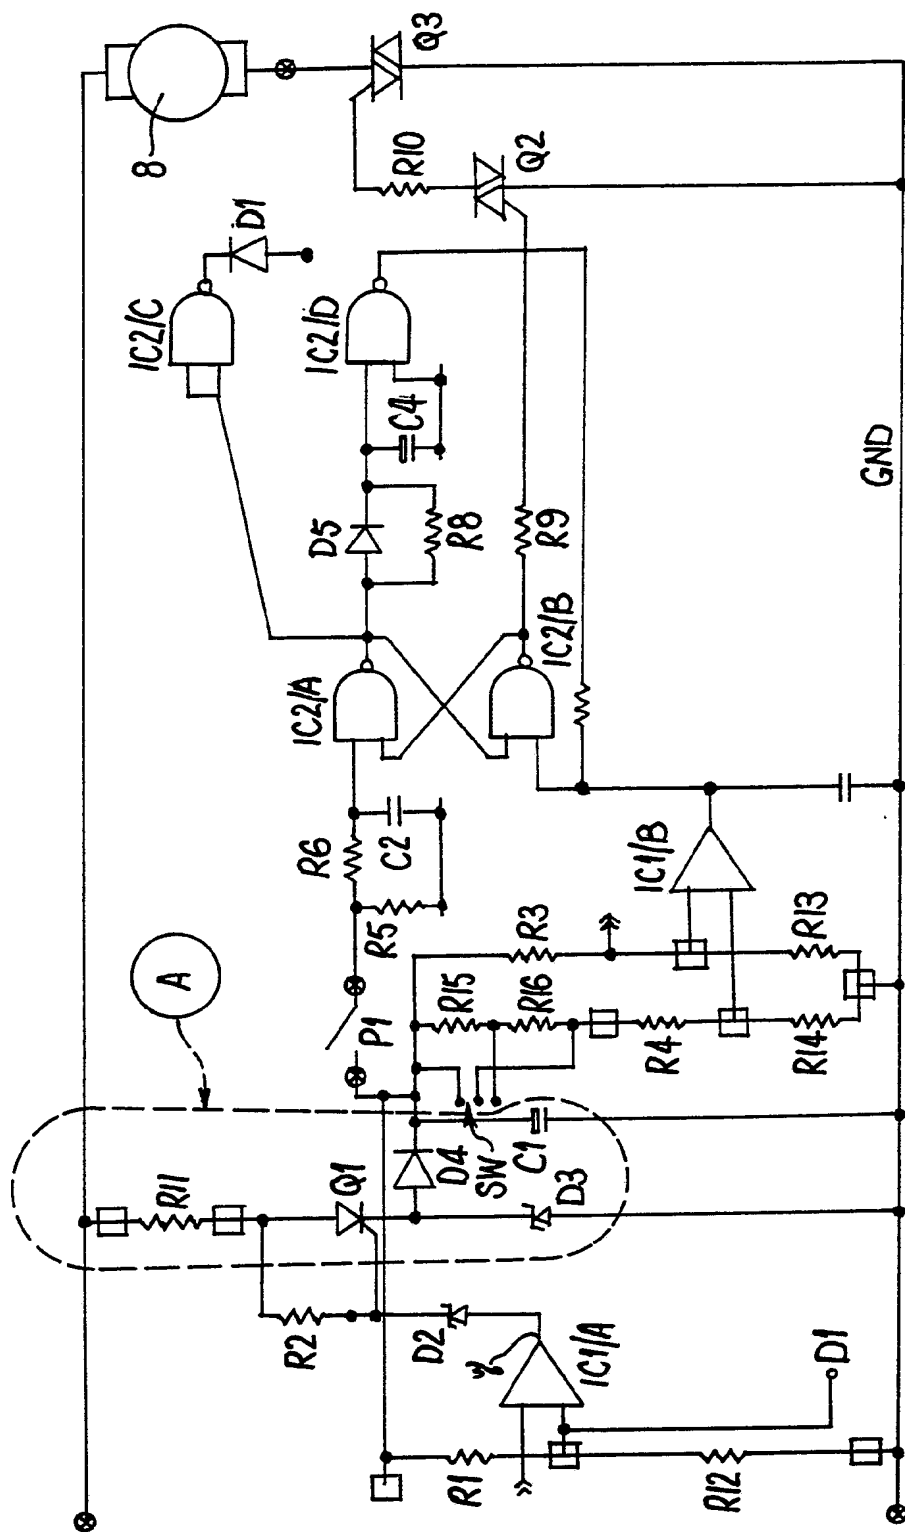 A
R11
R2
Q1
D2
D4
SW
C1
D3
IC1/A
R1
R12
D1
P1
R5
R6
C2
R15
R16
R3
R4
R14
R13
IC1/B
IC2/A
IC2/B
D5
R8
R9
C4
IC2/C
IC2/D
D1
8
R10
Q2
Q3
GND